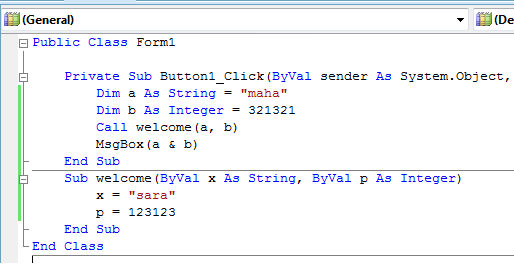 (General) (De
Public Class Form1
Private Sub Button1_Click(ByVal sender As System.Object,
Dim a As String = "maha"
Dim b As Integer = 321321
Call welcome(a, b)
MsgBox(a & b)
End Sub
Sub welcome(ByVal x As String, ByVal p As Integer)
x = "sara"
p = 123123
End Sub
End Class